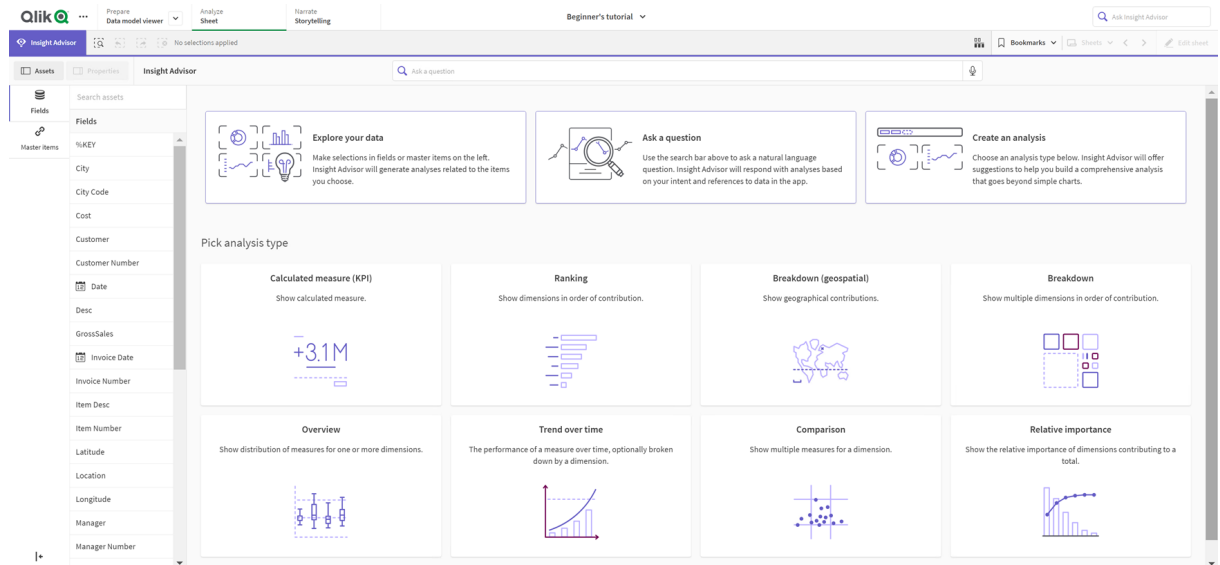 Qlik
Prepare
Data model viewer
Analyze
Sheet
Narrate
Storytelling
Beginner's tutorial
Ask Insight Advisor
Insight Advisor
No selections applied
Bookmarks
Sheets
Edit sheet
Assets
Properties
Insight Advisor
Ask a question
Fields
Master items
Search assets
Fields
%KEY
City
City Code
Cost
Customer
Customer Number
Date
Desc
GrossSales
Invoice Date
Invoice Number
Item Desc
Item Number
Latitude
Location
Longitude
Manager
Manager Number
Explore your data
Make selections in fields or master items on the left.
Insight Advisor will generate analyses related to the items
you choose.
Ask a question
Use the search bar above to ask a natural language
question. Insight Advisor will respond with analyses based
on your intent and references to data in the app.
Create an analysis
Choose an analysis type below. Insight Advisor will offer
suggestions to help you build a comprehensive analysis
that goes beyond simple charts.
Pick analysis type
Calculated measure (KPI)
Show calculated measure.
+3.1M
Ranking
Show dimensions in order of contribution.
Breakdown (geospatial)
Show geographical contributions.
Breakdown
Show multiple dimensions in order of contribution.
Overview
Show distribution of measures for one or more dimensions.
Trend over time
The performance of a measure over time, optionally broken
down by a dimension.
Comparison
Show multiple measures for a dimension.
Relative importance
Show the relative importance of dimensions contributing to a
total.